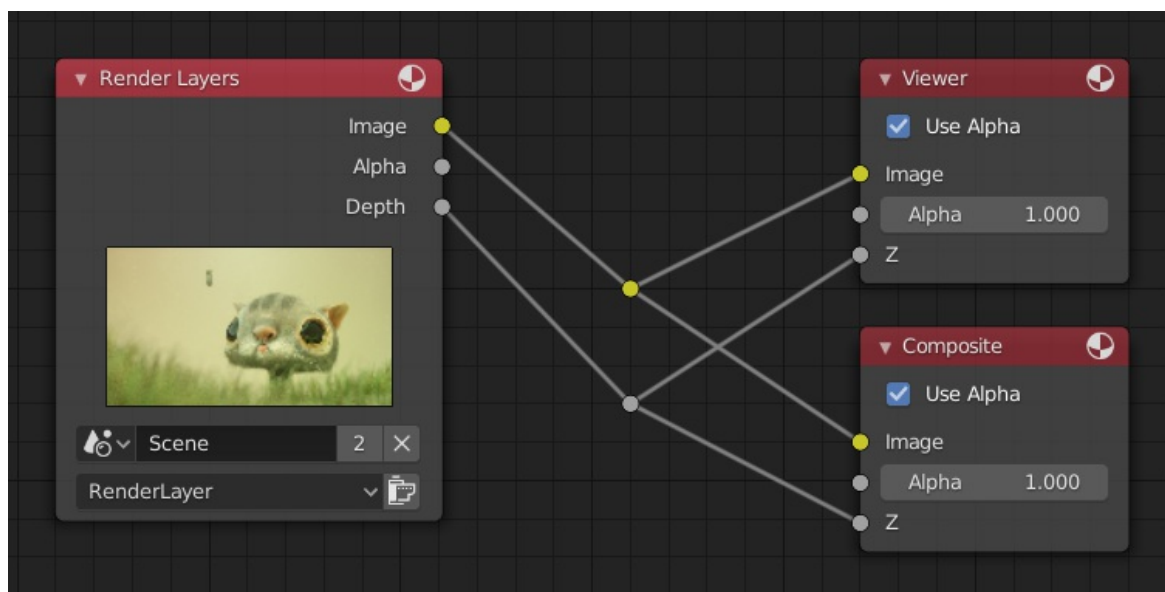 Render Layers
Image
Alpha
Depth
Scene 2
RenderLayer
Viewer
Use Alpha
Image
Alpha 1.000
Z
Composite
Use Alpha
Image
Alpha 1.000
Z